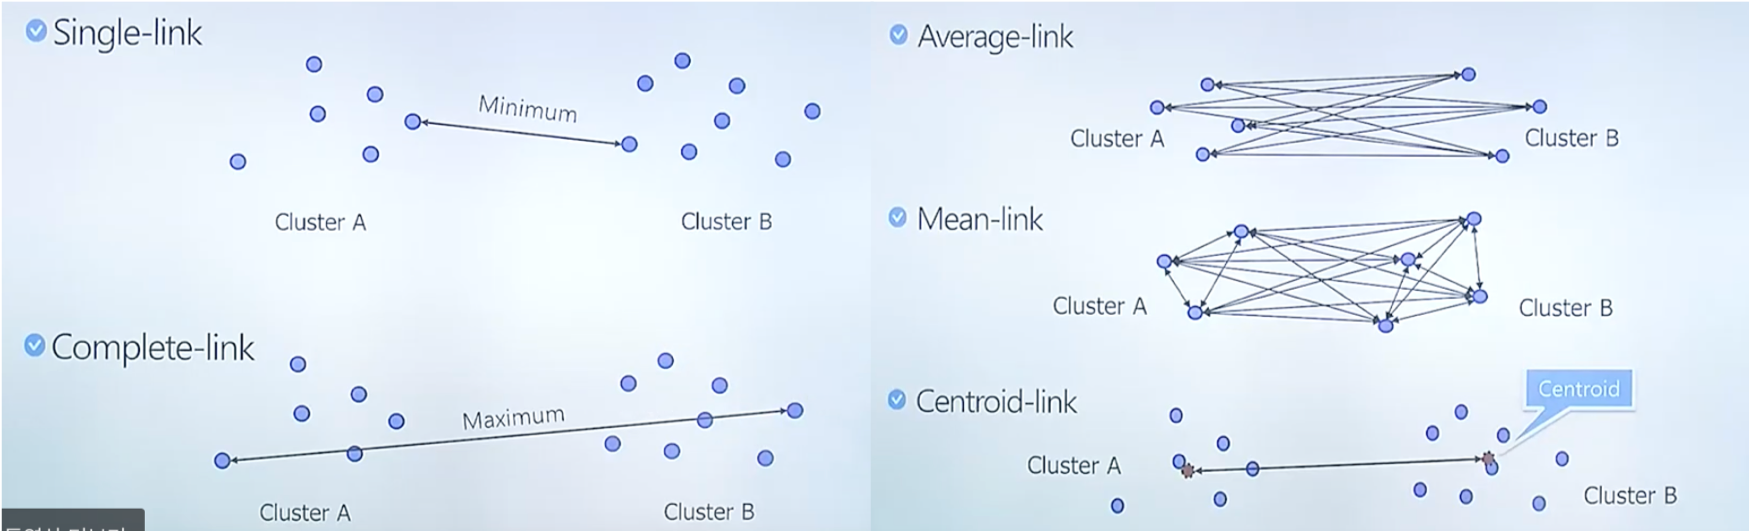 Single-link
Minimum
Cluster A
Cluster B
Complete-link
Maximum
Cluster A
Cluster B
Average-link
Cluster A
Cluster B
Mean-link
Cluster A
Cluster B
Centroid-link
Centroid
Cluster A
Cluster B